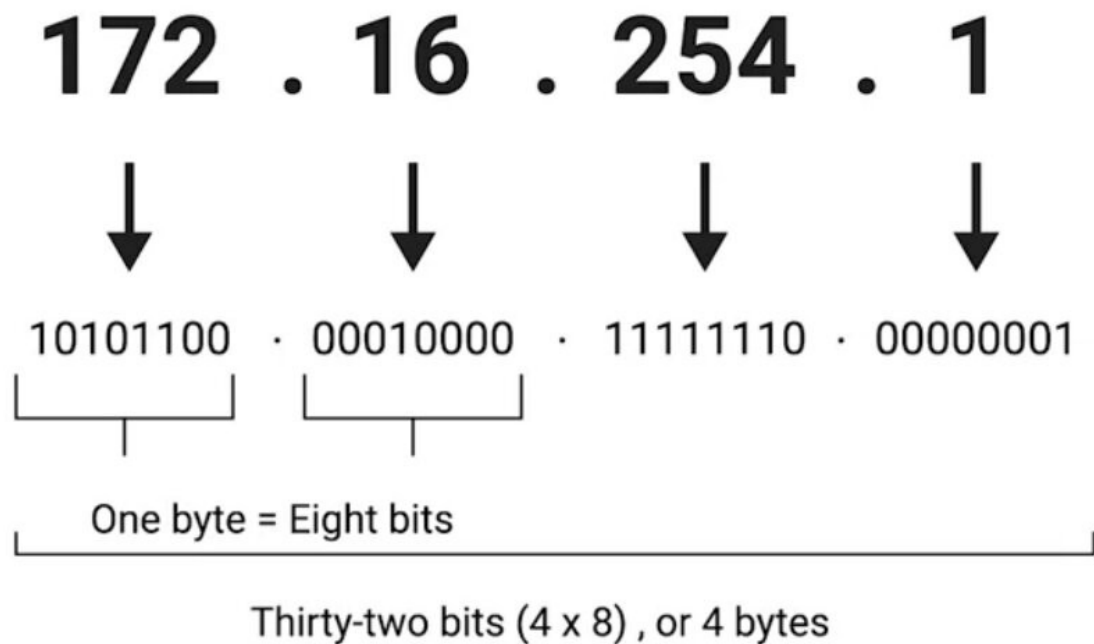 172 . 16 . 254 . 1
10101100 . 00010000 . 11111110 . 00000001
One byte = Eight bits
Thirty-two bits (4 x 8) , or 4 bytes